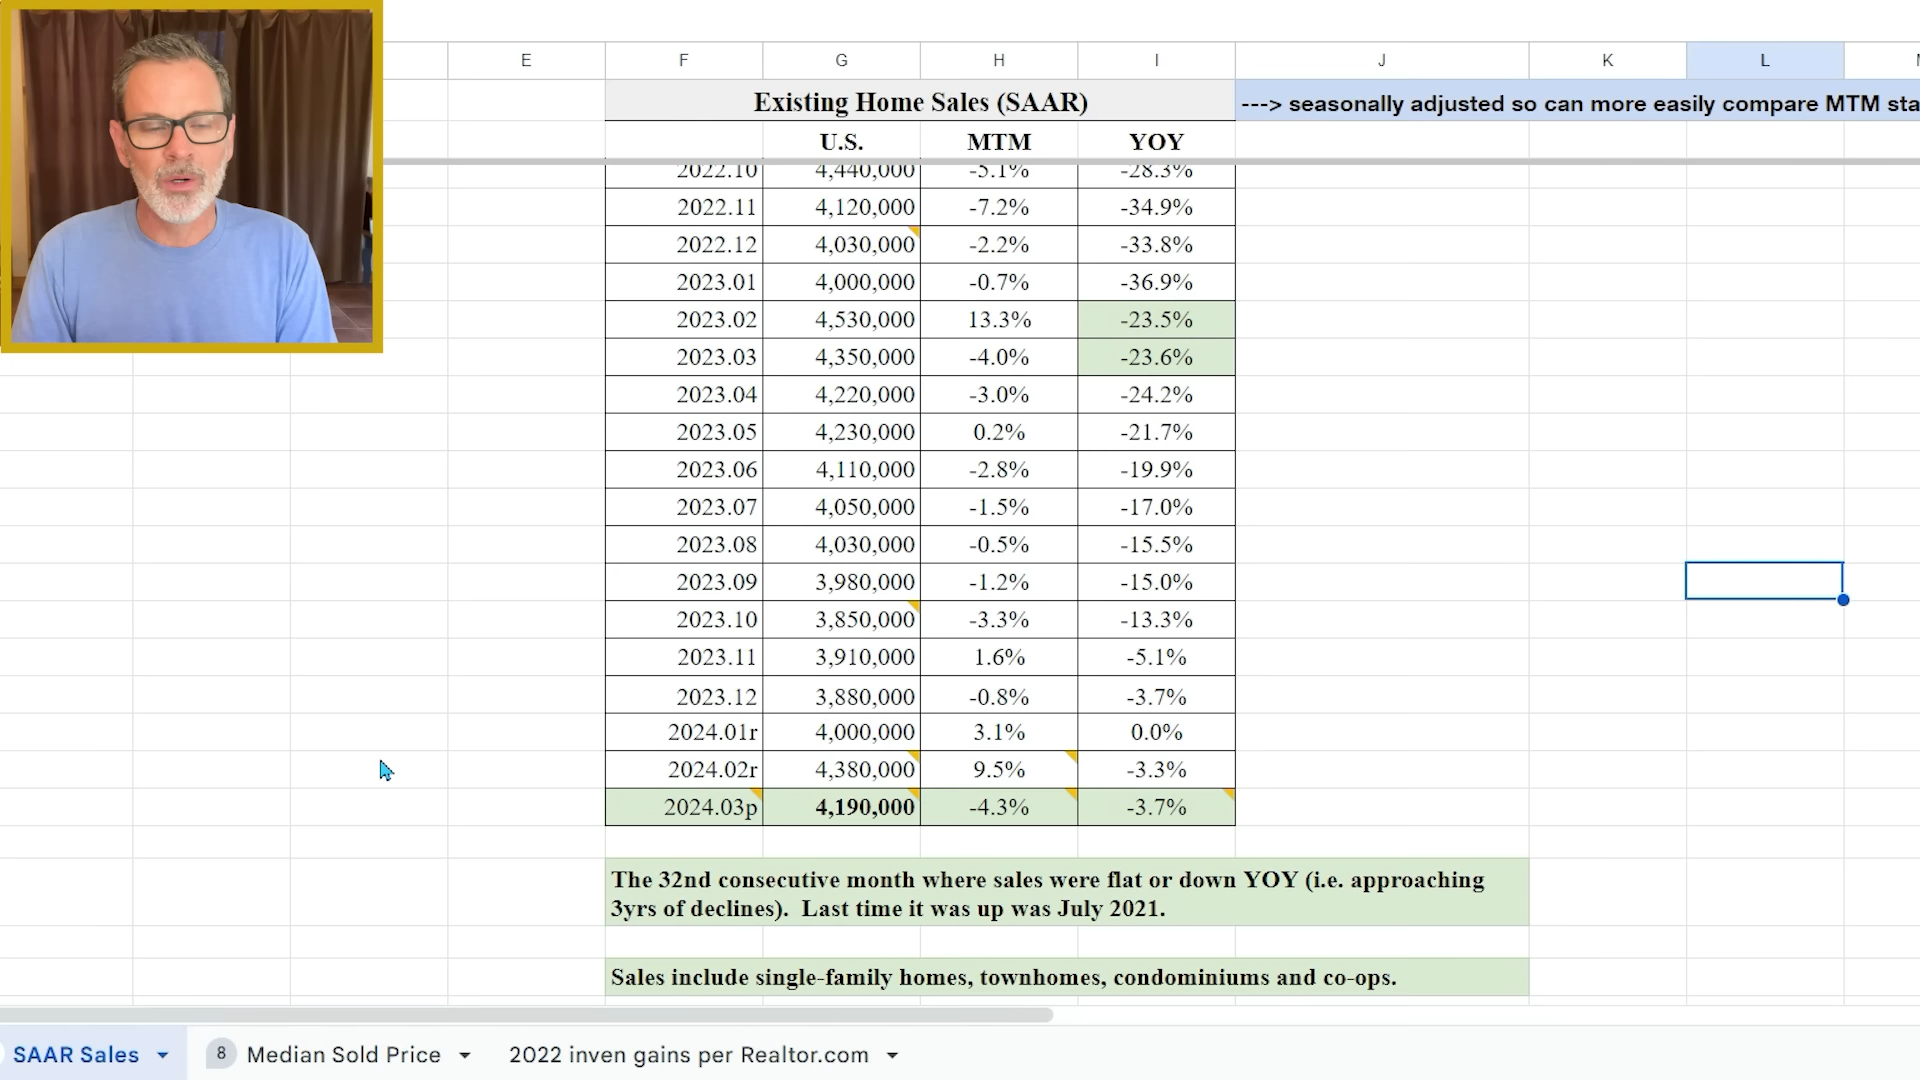 E F G H I J K L
Existing Home Sales (SAAR) ---> seasonally adjusted so can more easily compare MTM sta
U.S. MTM YOY
2022.10 4,440,000 -5.1% -28.3%
2022.11 4,120,000 -7.2% -34.9%
2022.12 4,030,000 -2.2% -33.8%
2023.01 4,000,000 -0.7% -36.9%
2023.02 4,530,000 13.3% -23.5%
2023.03 4,350,000 -4.0% -23.6%
2023.04 4,220,000 -3.0% -24.2%
2023.05 4,230,000 0.2% -21.7%
2023.06 4,110,000 -2.8% -19.9%
2023.07 4,050,000 -1.5% -17.0%
2023.08 4,030,000 -0.5% -15.5%
2023.09 3,980,000 -1.2% -15.0%
2023.10 3,850,000 -3.3% -13.3%
2023.11 3,910,000 1.6% -5.1%
2023.12 3,880,000 -0.8% -3.7%
2024.01r 4,000,000 3.1% 0.0%
2024.02r 4,380,000 9.5% -3.3%
2024.03p 4,190,000 -4.3% -3.7%
The 32nd consecutive month where sales were flat or down YOY (i.e. approaching
3yrs of declines). Last time it was up was July 2021.
Sales include single-family homes, townhomes, condominiums and co-ops.
SAAR Sales 8 Median Sold Price 2022 inven gains per Realtor.com